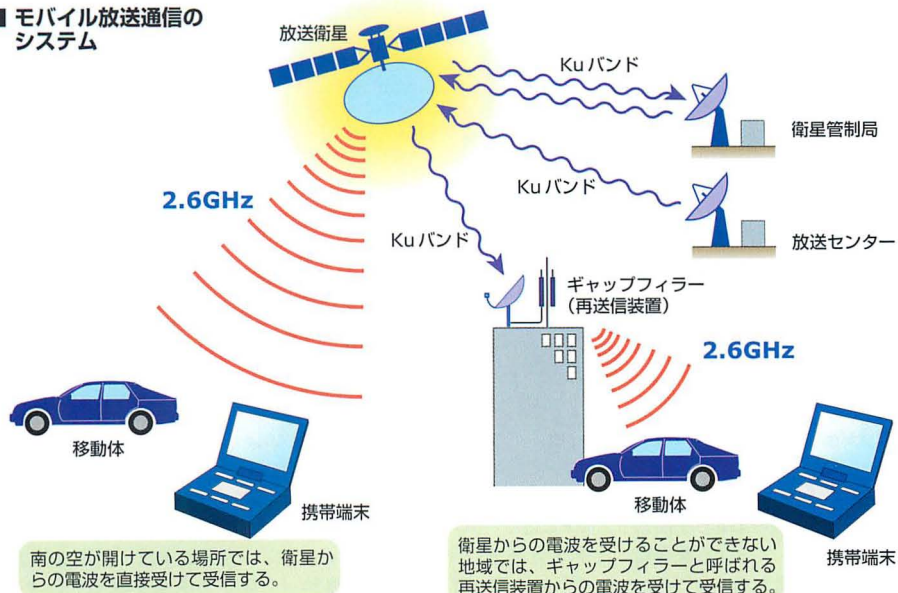 ■ モバイル放送通信の
システム
放送衛星
Kuバンド
衛星管制局
2.6GHz
Kuバンド
Kuバンド
放送センター
ギャップフィラー
（再送信装置）
2.6GHz
移動体
携帯端末
移動体
携帯端末
南の空が開けている場所では、衛星か
らの電波を直接受けて受信する。
衛星からの電波を受けることができない
地域では、ギャップフィラーと呼ばれる
再送信装置からの電波を受けて受信する。